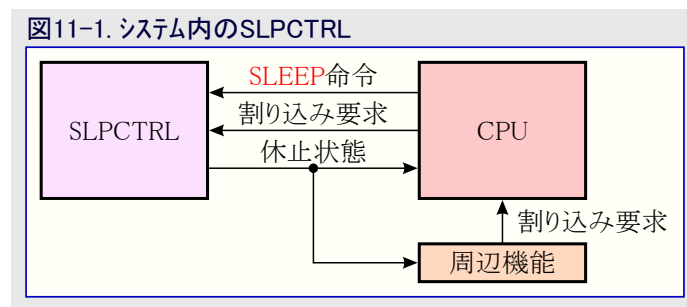 図11-1. システム内のSLPCTRL
SLEEP命令
割り込み要求
SLPCTRL
CPU
休止状態
割り込み要求
周辺機能